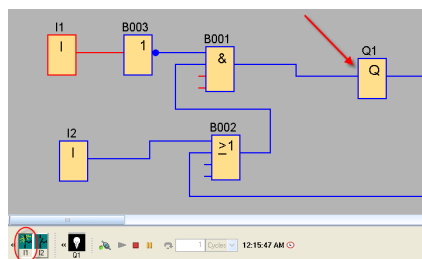 I1
I
B003
1
B001
&
Q1
Q
I2
I
B002
≥1
« I1 I2 « Q1 1 Cycles 12:15:47 AM